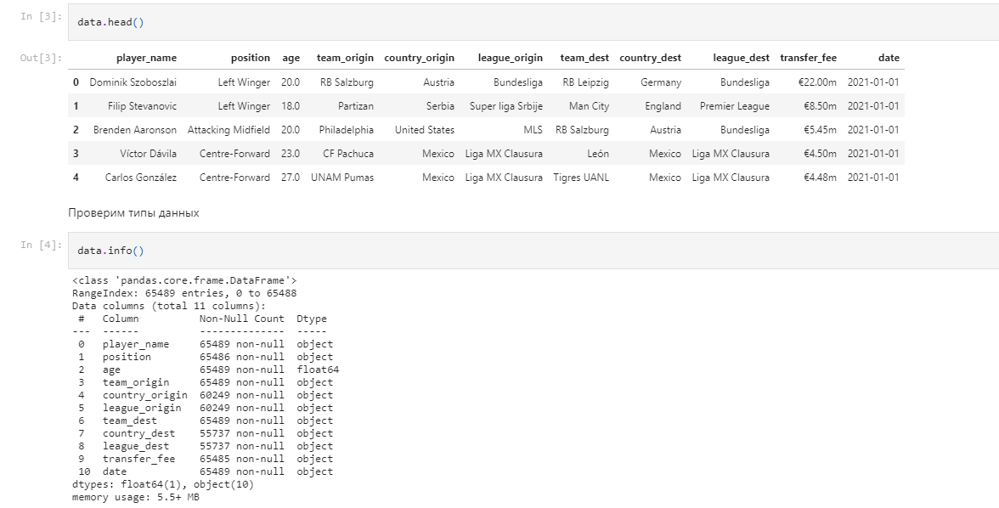 In [3]: data.head()
Out[3]: player_name position age team_origin country_origin league_origin team_dest country_dest league_dest transfer_fee date
0 Dominik Szoboszlai Left Winger 20.0 RB Salzburg Austria Bundesliga RB Leipzig Germany Bundesliga €22.00m 2021-01-01
1 Filip Stevanovic Left Winger 18.0 Partizan Serbia Super liga Srbije Man City England Premier League €8.50m 2021-01-01
2 Brenden Aaronson Attacking Midfield 20.0 Philadelphia United States MLS RB Salzburg Austria Bundesliga €5.45m 2021-01-01
3 Víctor Dávila Centre-Forward 23.0 CF Pachuca Mexico Liga MX Clausura León Mexico Liga MX Clausura €4.50m 2021-01-01
4 Carlos González Centre-Forward 27.0 UNAM Pumas Mexico Liga MX Clausura Tigres UANL Mexico Liga MX Clausura €4.48m 2021-01-01
Проверим типы данных
In [4]: data.info()
<class 'pandas.core.frame.DataFrame'>
RangeIndex: 65489 entries, 0 to 65488
Data columns (total 11 columns):
# Column Non-Null Count Dtype
--- ------ -------------- -----
0 player_name 65489 non-null object
1 position 65486 non-null object
2 age 65489 non-null float64
3 team_origin 65489 non-null object
4 country_origin 60249 non-null object
5 league_origin 60249 non-null object
6 team_dest 65489 non-null object
7 country_dest 55737 non-null object
8 league_dest 55737 non-null object
9 transfer_fee 65485 non-null object
10 date 65489 non-null object
dtypes: float64(1), object(10)
memory usage: 5.5+ MB